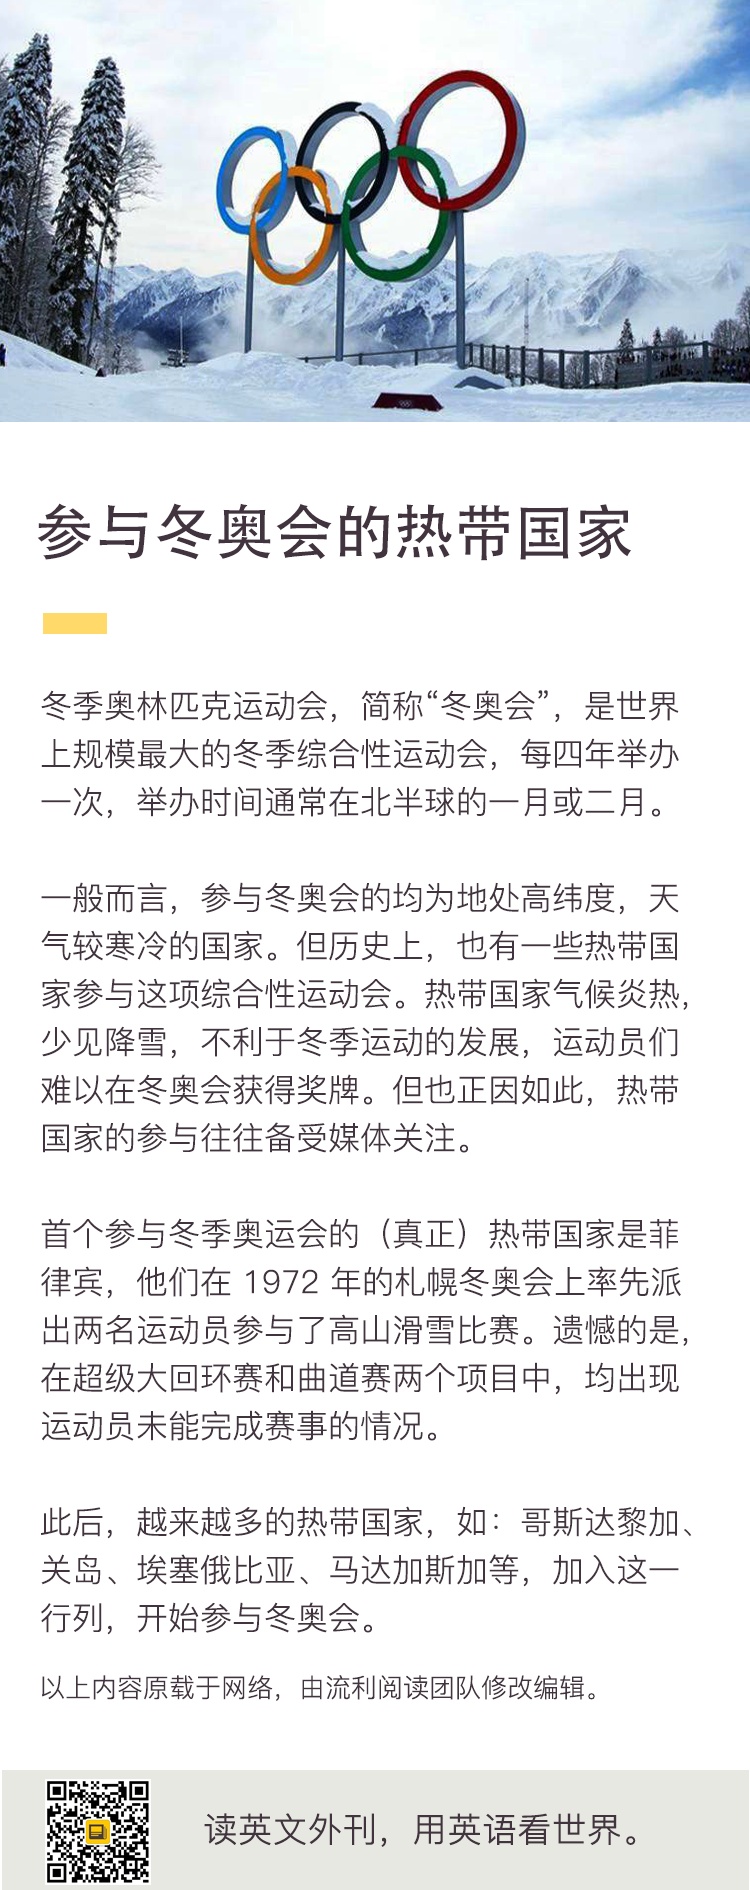 参与冬奥会的热带国家
冬季奥林匹克运动会，简称“冬奥会”，是世界
上规模最大的冬季综合性运动会，每四年举办
一次，举办时间通常在北半球的一月或二月。
一般而言，参与冬奥会的均为地处高纬度，天
气较寒冷的国家。但历史上，也有一些热带国
家参与这项综合性运动会。热带国家气候炎热，
少见降雪，不利于冬季运动的发展，运动员们
难以在冬奥会获得奖牌。但也正因如此，热带
国家的参与往往备受媒体关注。
首个参与冬季奥运会的（真正）热带国家是菲
律宾，他们在 1972 年的札幌冬奥会上率先派
出两名运动员参与了高山滑雪比赛。遗憾的是，
在超级大回环赛和曲道赛两个项目中，均出现
运动员未能完成赛事的情况。
此后，越来越多的热带国家，如：哥斯达黎加、
关岛、埃塞俄比亚、马达加斯加等，加入这一
行列，开始参与冬奥会。
以上内容原载于网络，由流利阅读团队修改编辑。
读英文外刊，用英语看世界。